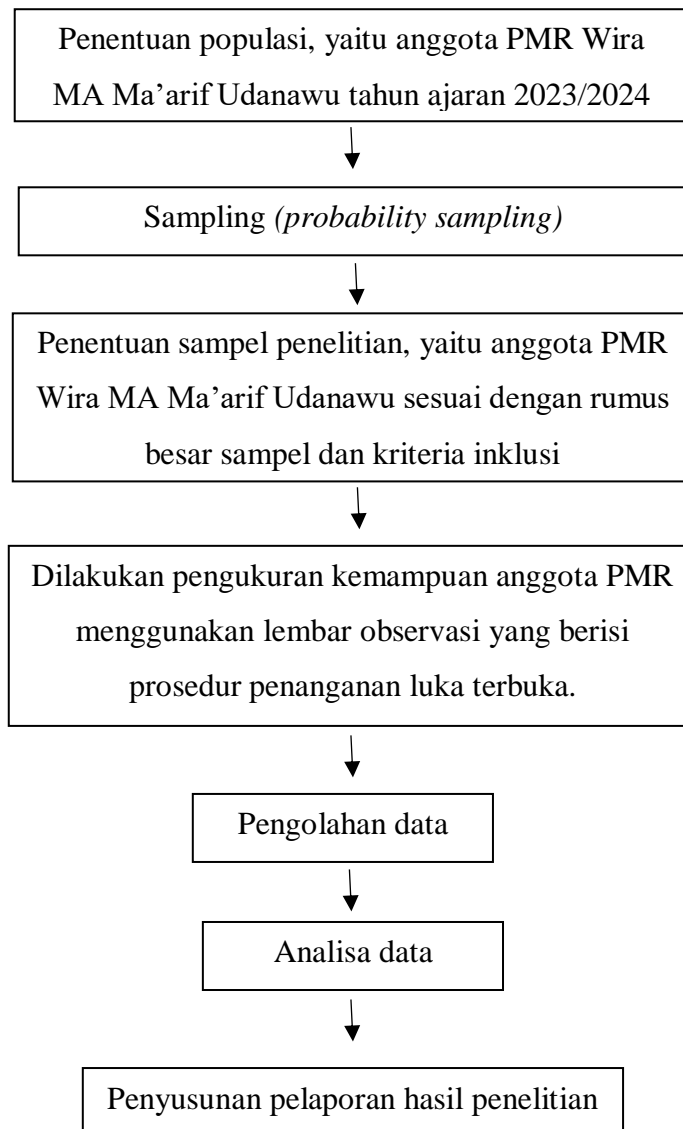 Penentuan populasi, yaitu anggota PMR Wira
MA Ma’arif Udanawu tahun ajaran 2023/2024
Sampling (probability sampling)
Penentuan sampel penelitian, yaitu anggota PMR
Wira MA Ma’arif Udanawu sesuai dengan rumus
besar sampel dan kriteria inklusi
Dilakukan pengukuran kemampuan anggota PMR
menggunakan lembar observasi yang berisi
prosedur penanganan luka terbuka.
Pengolahan data
Analisa data
Penyusunan pelaporan hasil penelitian